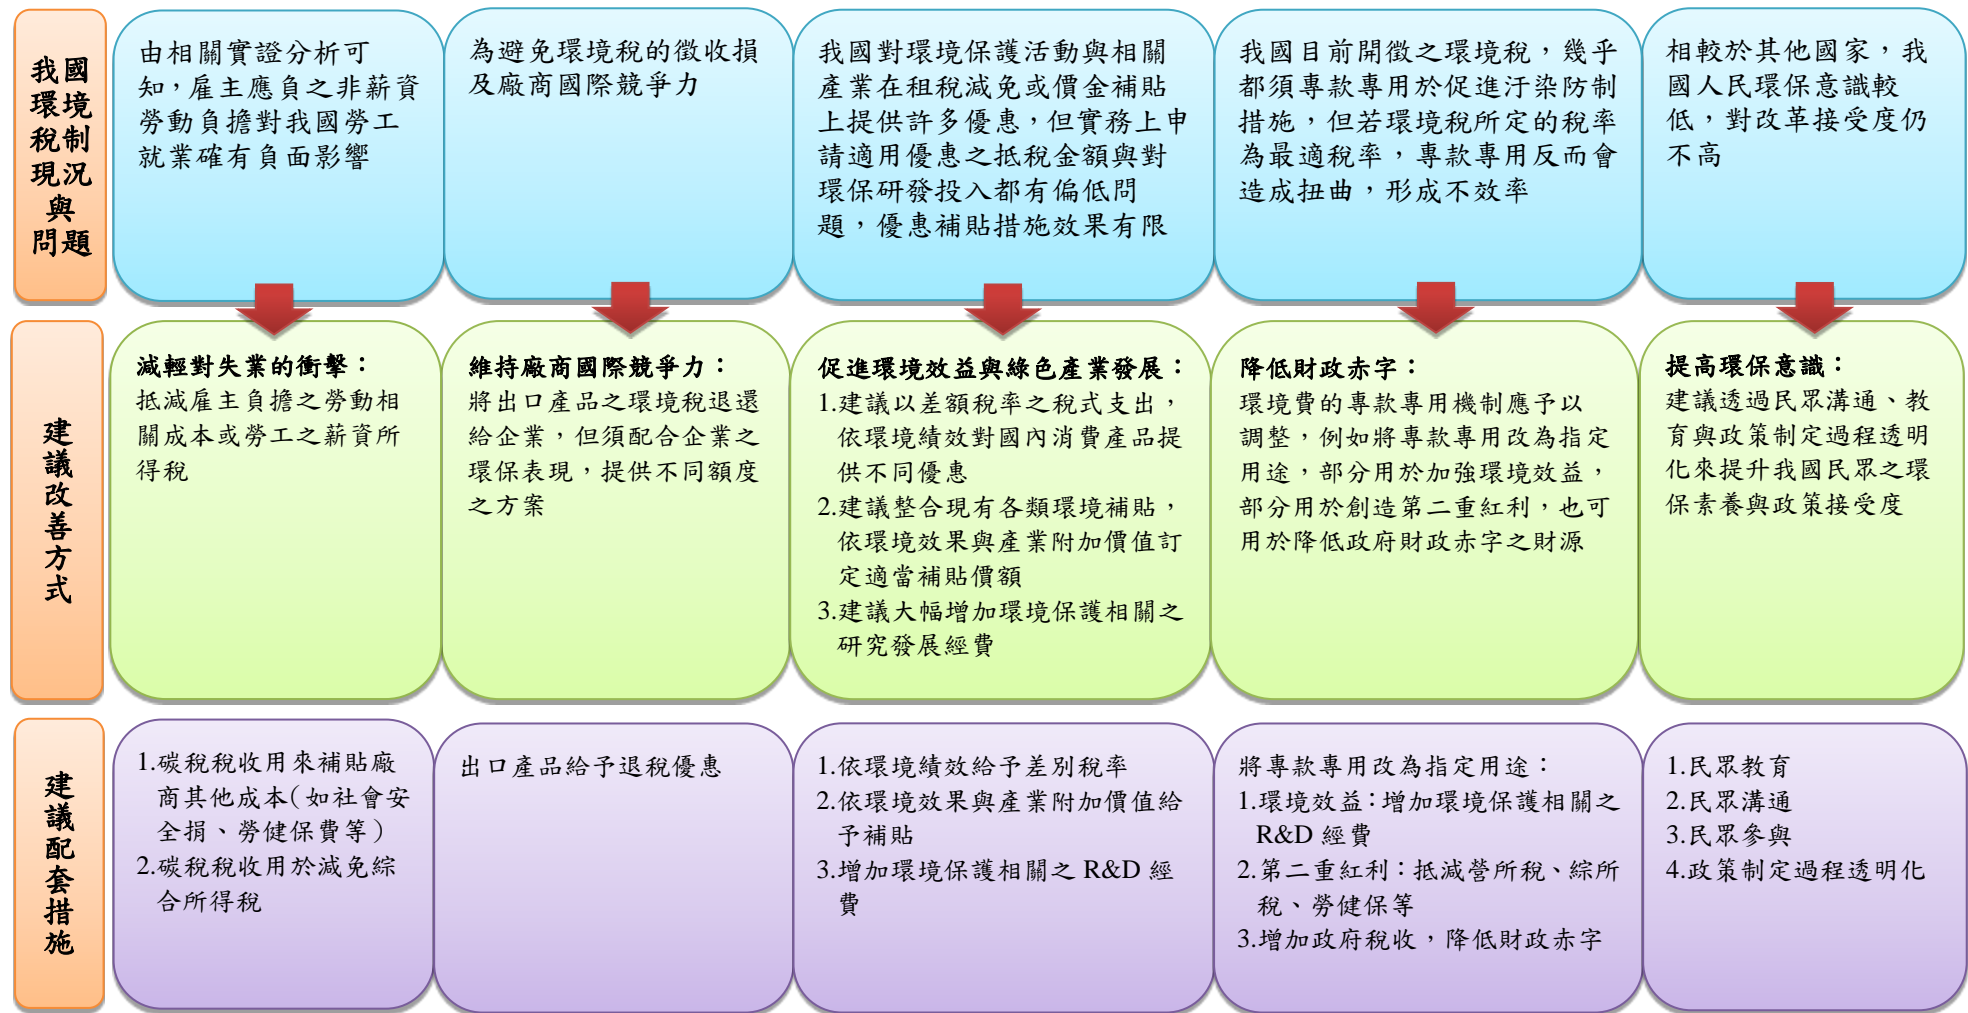 我國
環境
稅制
現況
與
問題
由相關實證分析可
知，雇主應負之非薪資
勞動負擔對我國勞工
就業確有負面影響
為避免環境稅的徵收損
及廠商國際競爭力
我國對環境保護活動與相關
產業在租稅減免或價金補貼
上提供許多優惠，但實務上申
請適用優惠之抵稅金額與對
環保研發投入都有偏低問
題，優惠補貼措施效果有限
我國目前開徵之環境稅，幾乎
都須專款專用於促進汙染防制
措施，但若環境稅所定的稅率
為最適稅率，專款專用反而會
造成扭曲，形成不效率
相較於其他國家，我
國人民環保意識較
低，對改革接受度仍
不高
建議改善方式
減輕對失業的衝擊：
抵減雇主負擔之勞動相
關成本或勞工之薪資所
得稅
維持廠商國際競爭力：
將出口產品之環境稅退還
給企業，但須配合企業之
環保表現，提供不同額度
之方案
促進環境效益與綠色產業發展：
1.建議以差額稅率之稅式支出，
依環境績效對國內消費產品提
供不同優惠
2.建議整合現有各類環境補貼，
依環境效果與產業附加價值訂
定適當補貼價額
3.建議大幅增加環境保護相關之
研究發展經費
降低財政赤字：
環境費的專款專用機制應予以
調整，例如將專款專用改為指定
用途，部分用於加強環境效益，
部分用於創造第二重紅利，也可
用於降低政府財政赤字之財源
提高環保意識：
建議透過民眾溝通、教
育與政策制定過程透明
化來提升我國民眾之環
保素養與政策接受度
建議配套措施
1.碳稅稅收用來補貼廠
商其他成本(如社會安
全捐、勞健保費等）
2.碳稅稅收用於減免綜
合所得稅
出口產品給予退稅優惠
1.依環境績效給予差別稅率
2.依環境效果與產業附加價值給
予補貼
3.增加環境保護相關之 R&D 經
費
將專款專用改為指定用途：
1.環境效益：增加環境保護相關之
R&D 經費
2.第二重紅利：抵減營所稅、綜所
稅、勞健保等
3.增加政府稅收，降低財政赤字
1.民眾教育
2.民眾溝通
3.民眾參與
4.政策制定過程透明化